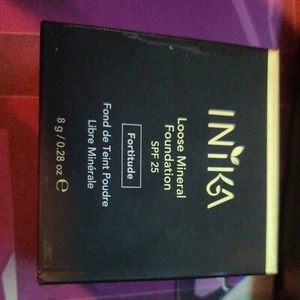 INIKA
Loose Mineral
Foundation
SPF 25
Fortitude
Fond de Teint Poudre
Libre Minérale
8 g / 0.28 oz ℮